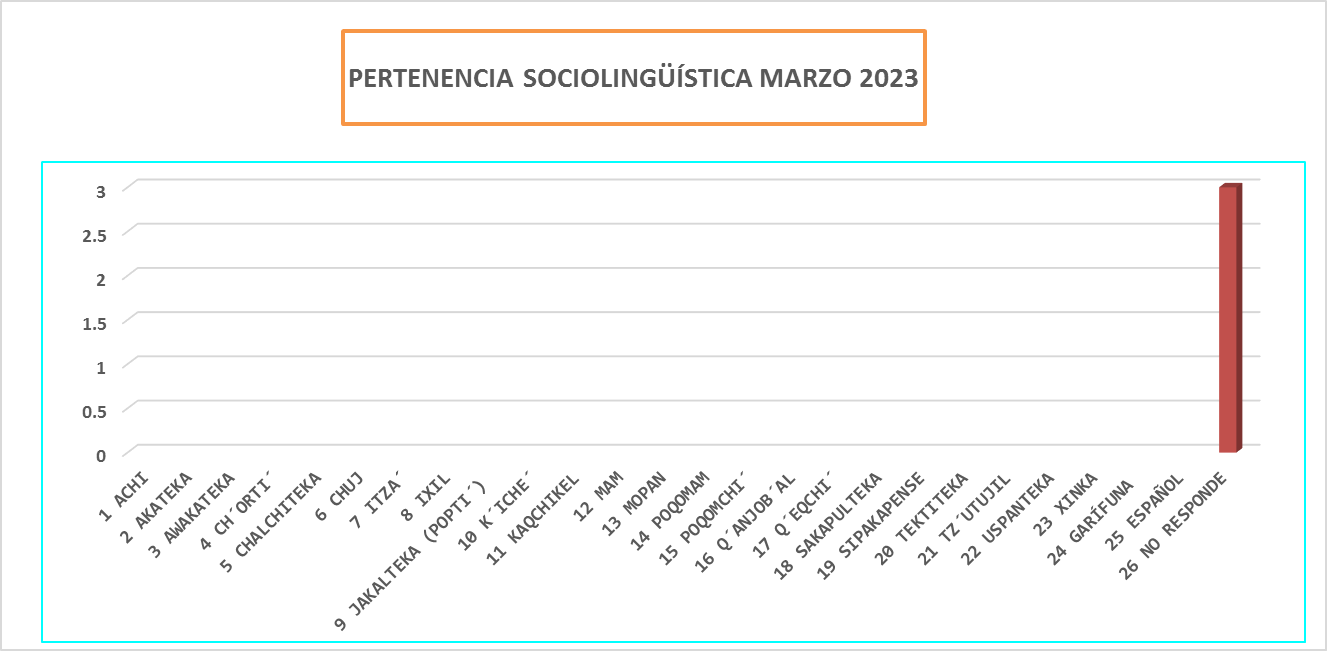 PERTENENCIA SOCIOLINGÜÍSTICA MARZO 2023
3
2.5
2
1.5
1
0.5
0
1 ACHI
2 AKATEKA
3 AWAKATEKA
4 CH´ORTI´
5 CHALCHITEKA
6 CHUJ
7 ITZA´
8 IXIL
9 JAKALTEKA (POPTI´)
10 K´ICHE´
11 KAQCHIKEL
12 MAM
13 MOPAN
14 POQOMAM
15 POQOMCHI´
16 Q´ANJOB´AL
17 Q´EQCHI´
18 SAKAPULTEKA
19 SIPAKAPENSE
20 TEKTITEKA
21 TZ´UTUJIL
22 USPANTEKA
23 XINKA
24 GARÍFUNA
25 ESPAÑOL
26 NO RESPONDE